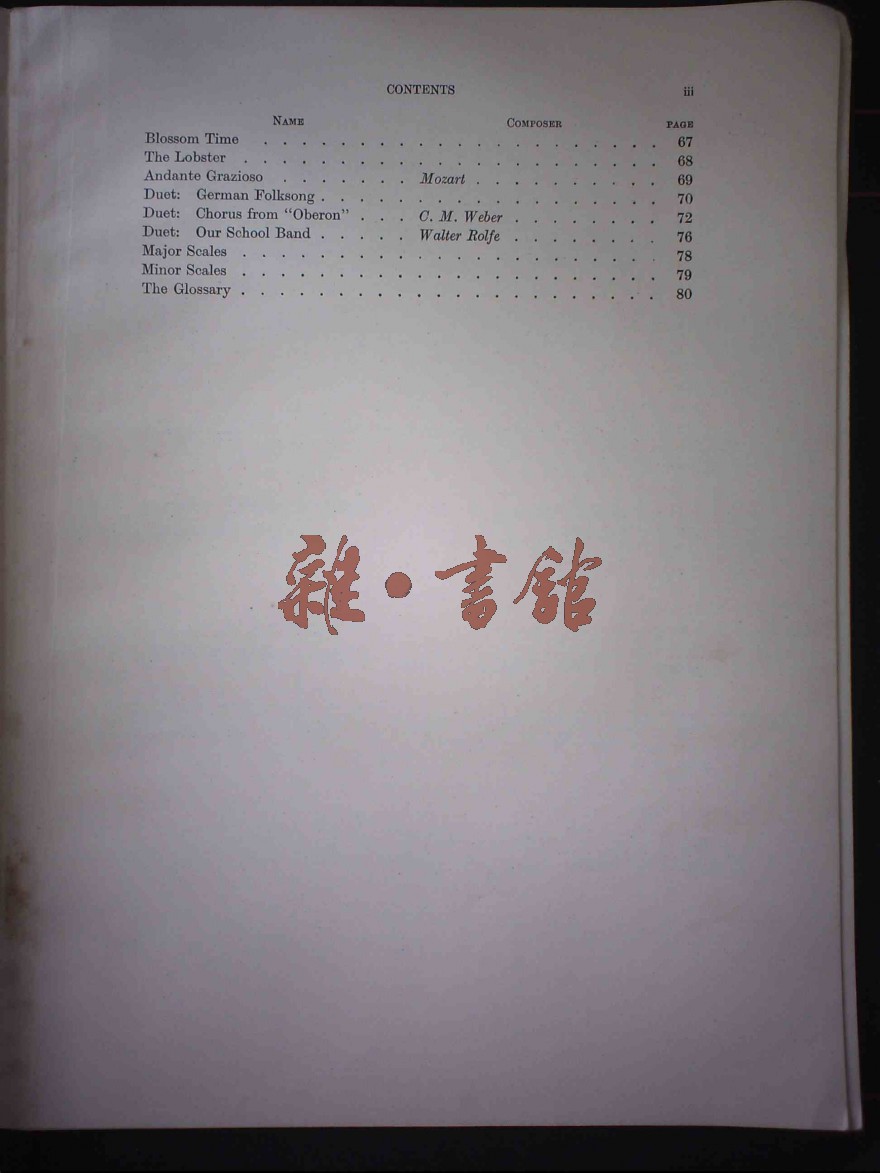 CONTENTS iii
NAME COMPOSER PAGE
Blossom Time . . . . . . . . . . . . . . . . . . . . . 67
The Lobster . . . . . . . . . . . . . . . . . . . . . . 68
Andante Grazioso . . . . . . . Mozart . . . . . . . . . . 69
Duet: German Folksong . . . . . . . . . . . . . . . . . . 70
Duet: Chorus from “Oberon” . . . C. M. Weber . . . . . . . . 72
Duet: Our School Band . . . . . Walter Rolfe . . . . . . . . 76
Major Scales . . . . . . . . . . . . . . . . . . . . . . 78
Minor Scales . . . . . . . . . . . . . . . . . . . . . . 79
The Glossary . . . . . . . . . . . . . . . . . . . . . . 80
雜·書館